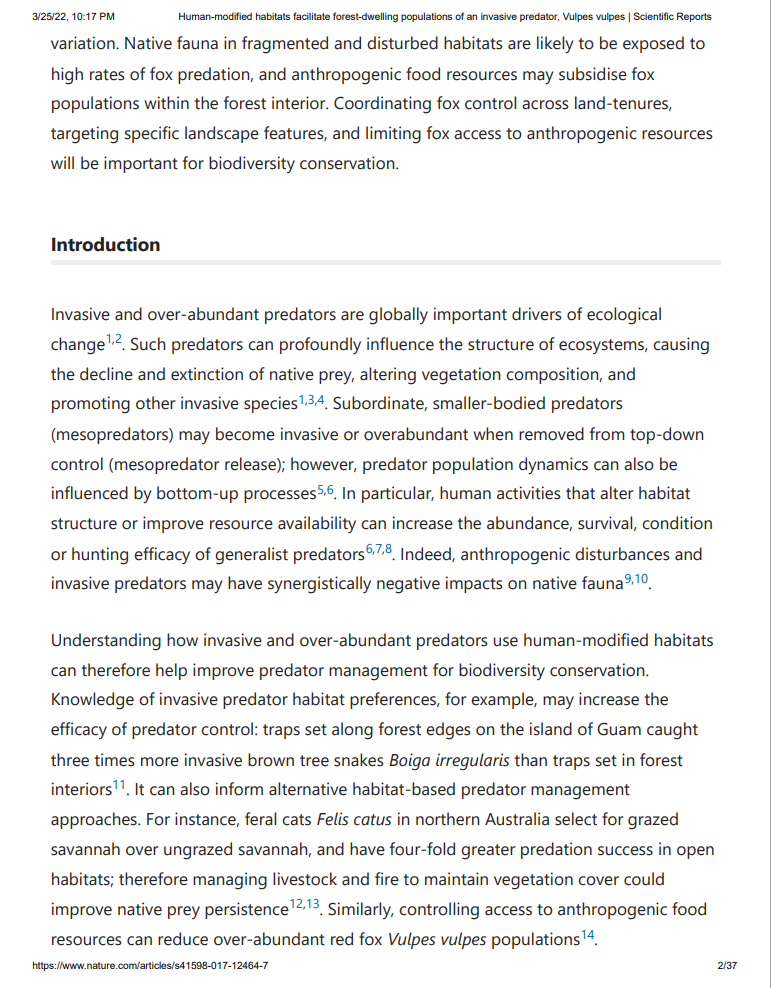 3/25/22, 10:17 PM Human-modified habitats facilitate forest-dwelling populations of an invasive predator, Vulpes vulpes | Scientific Reports
variation. Native fauna in fragmented and disturbed habitats are likely to be exposed to
high rates of fox predation, and anthropogenic food resources may subsidise fox
populations within the forest interior. Coordinating fox control across land-tenures,
targeting specific landscape features, and limiting fox access to anthropogenic resources
will be important for biodiversity conservation.
Introduction
Invasive and over-abundant predators are globally important drivers of ecological
change1,2. Such predators can profoundly influence the structure of ecosystems, causing
the decline and extinction of native prey, altering vegetation composition, and
promoting other invasive species1,3,4. Subordinate, smaller-bodied predators
(mesopredators) may become invasive or overabundant when removed from top-down
control (mesopredator release); however, predator population dynamics can also be
influenced by bottom-up processes5,6. In particular, human activities that alter habitat
structure or improve resource availability can increase the abundance, survival, condition
or hunting efficacy of generalist predators6,7,8. Indeed, anthropogenic disturbances and
invasive predators may have synergistically negative impacts on native fauna9,10.
Understanding how invasive and over-abundant predators use human-modified habitats
can therefore help improve predator management for biodiversity conservation.
Knowledge of invasive predator habitat preferences, for example, may increase the
efficacy of predator control: traps set along forest edges on the island of Guam caught
three times more invasive brown tree snakes Boiga irregularis than traps set in forest
interiors11. It can also inform alternative habitat-based predator management
approaches. For instance, feral cats Felis catus in northern Australia select for grazed
savannah over ungrazed savannah, and have four-fold greater predation success in open
habitats; therefore managing livestock and fire to maintain vegetation cover could
improve native prey persistence12,13. Similarly, controlling access to anthropogenic food
resources can reduce over-abundant red fox Vulpes vulpes populations14.
https://www.nature.com/articles/s41598-017-12464-7 2/37